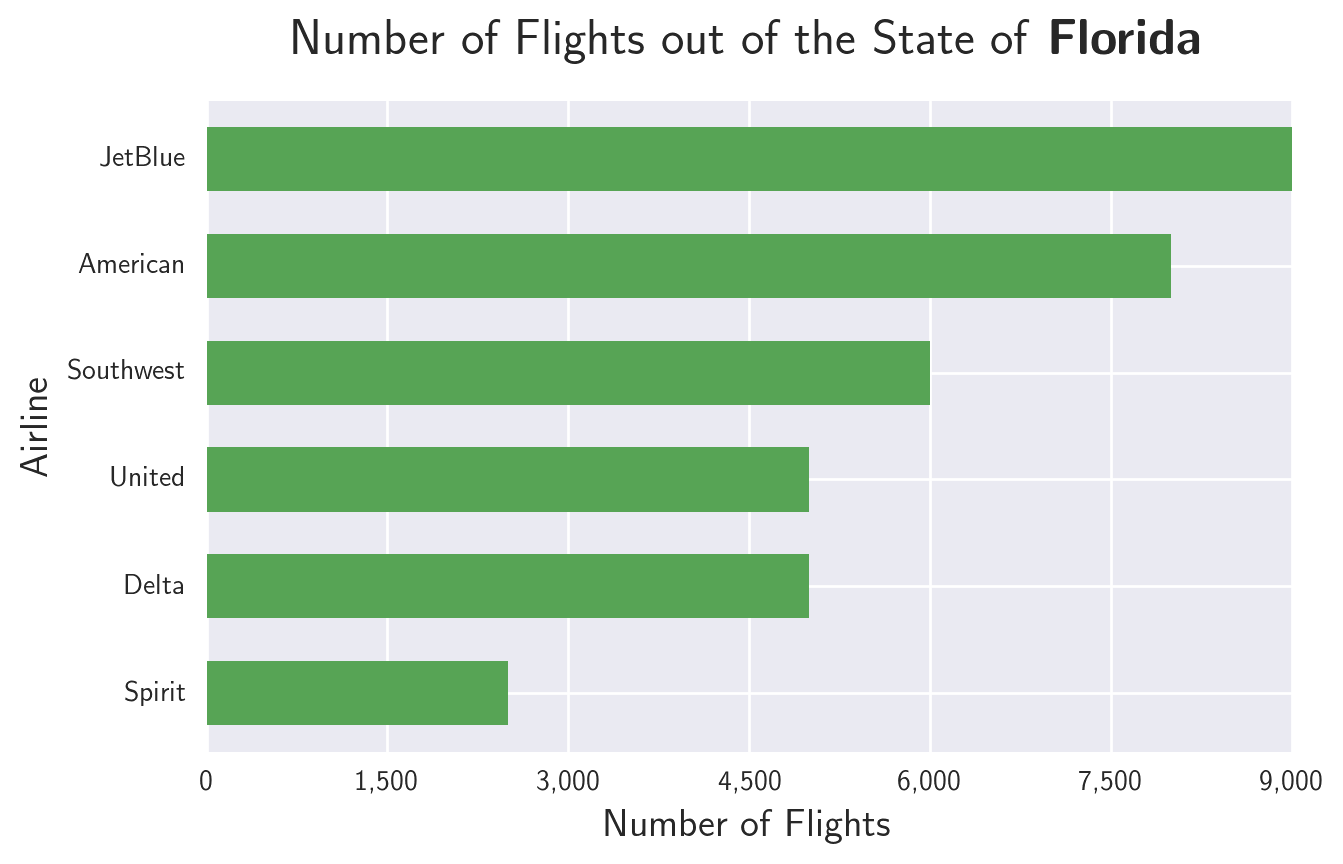 Number of Flights out of the State of Florida
JetBlue
American
Southwest
United
Delta
Spirit
Airline
0 1,500 3,000 4,500 6,000 7,500 9,000
Number of Flights